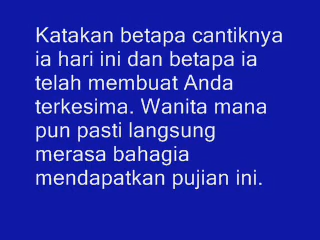 Katakan betapa cantiknya
ia hari ini dan betapa ia
telah membuat Anda
terkesima. Wanita mana
pun pasti langsung
merasa bahagia
mendapatkan pujian ini.